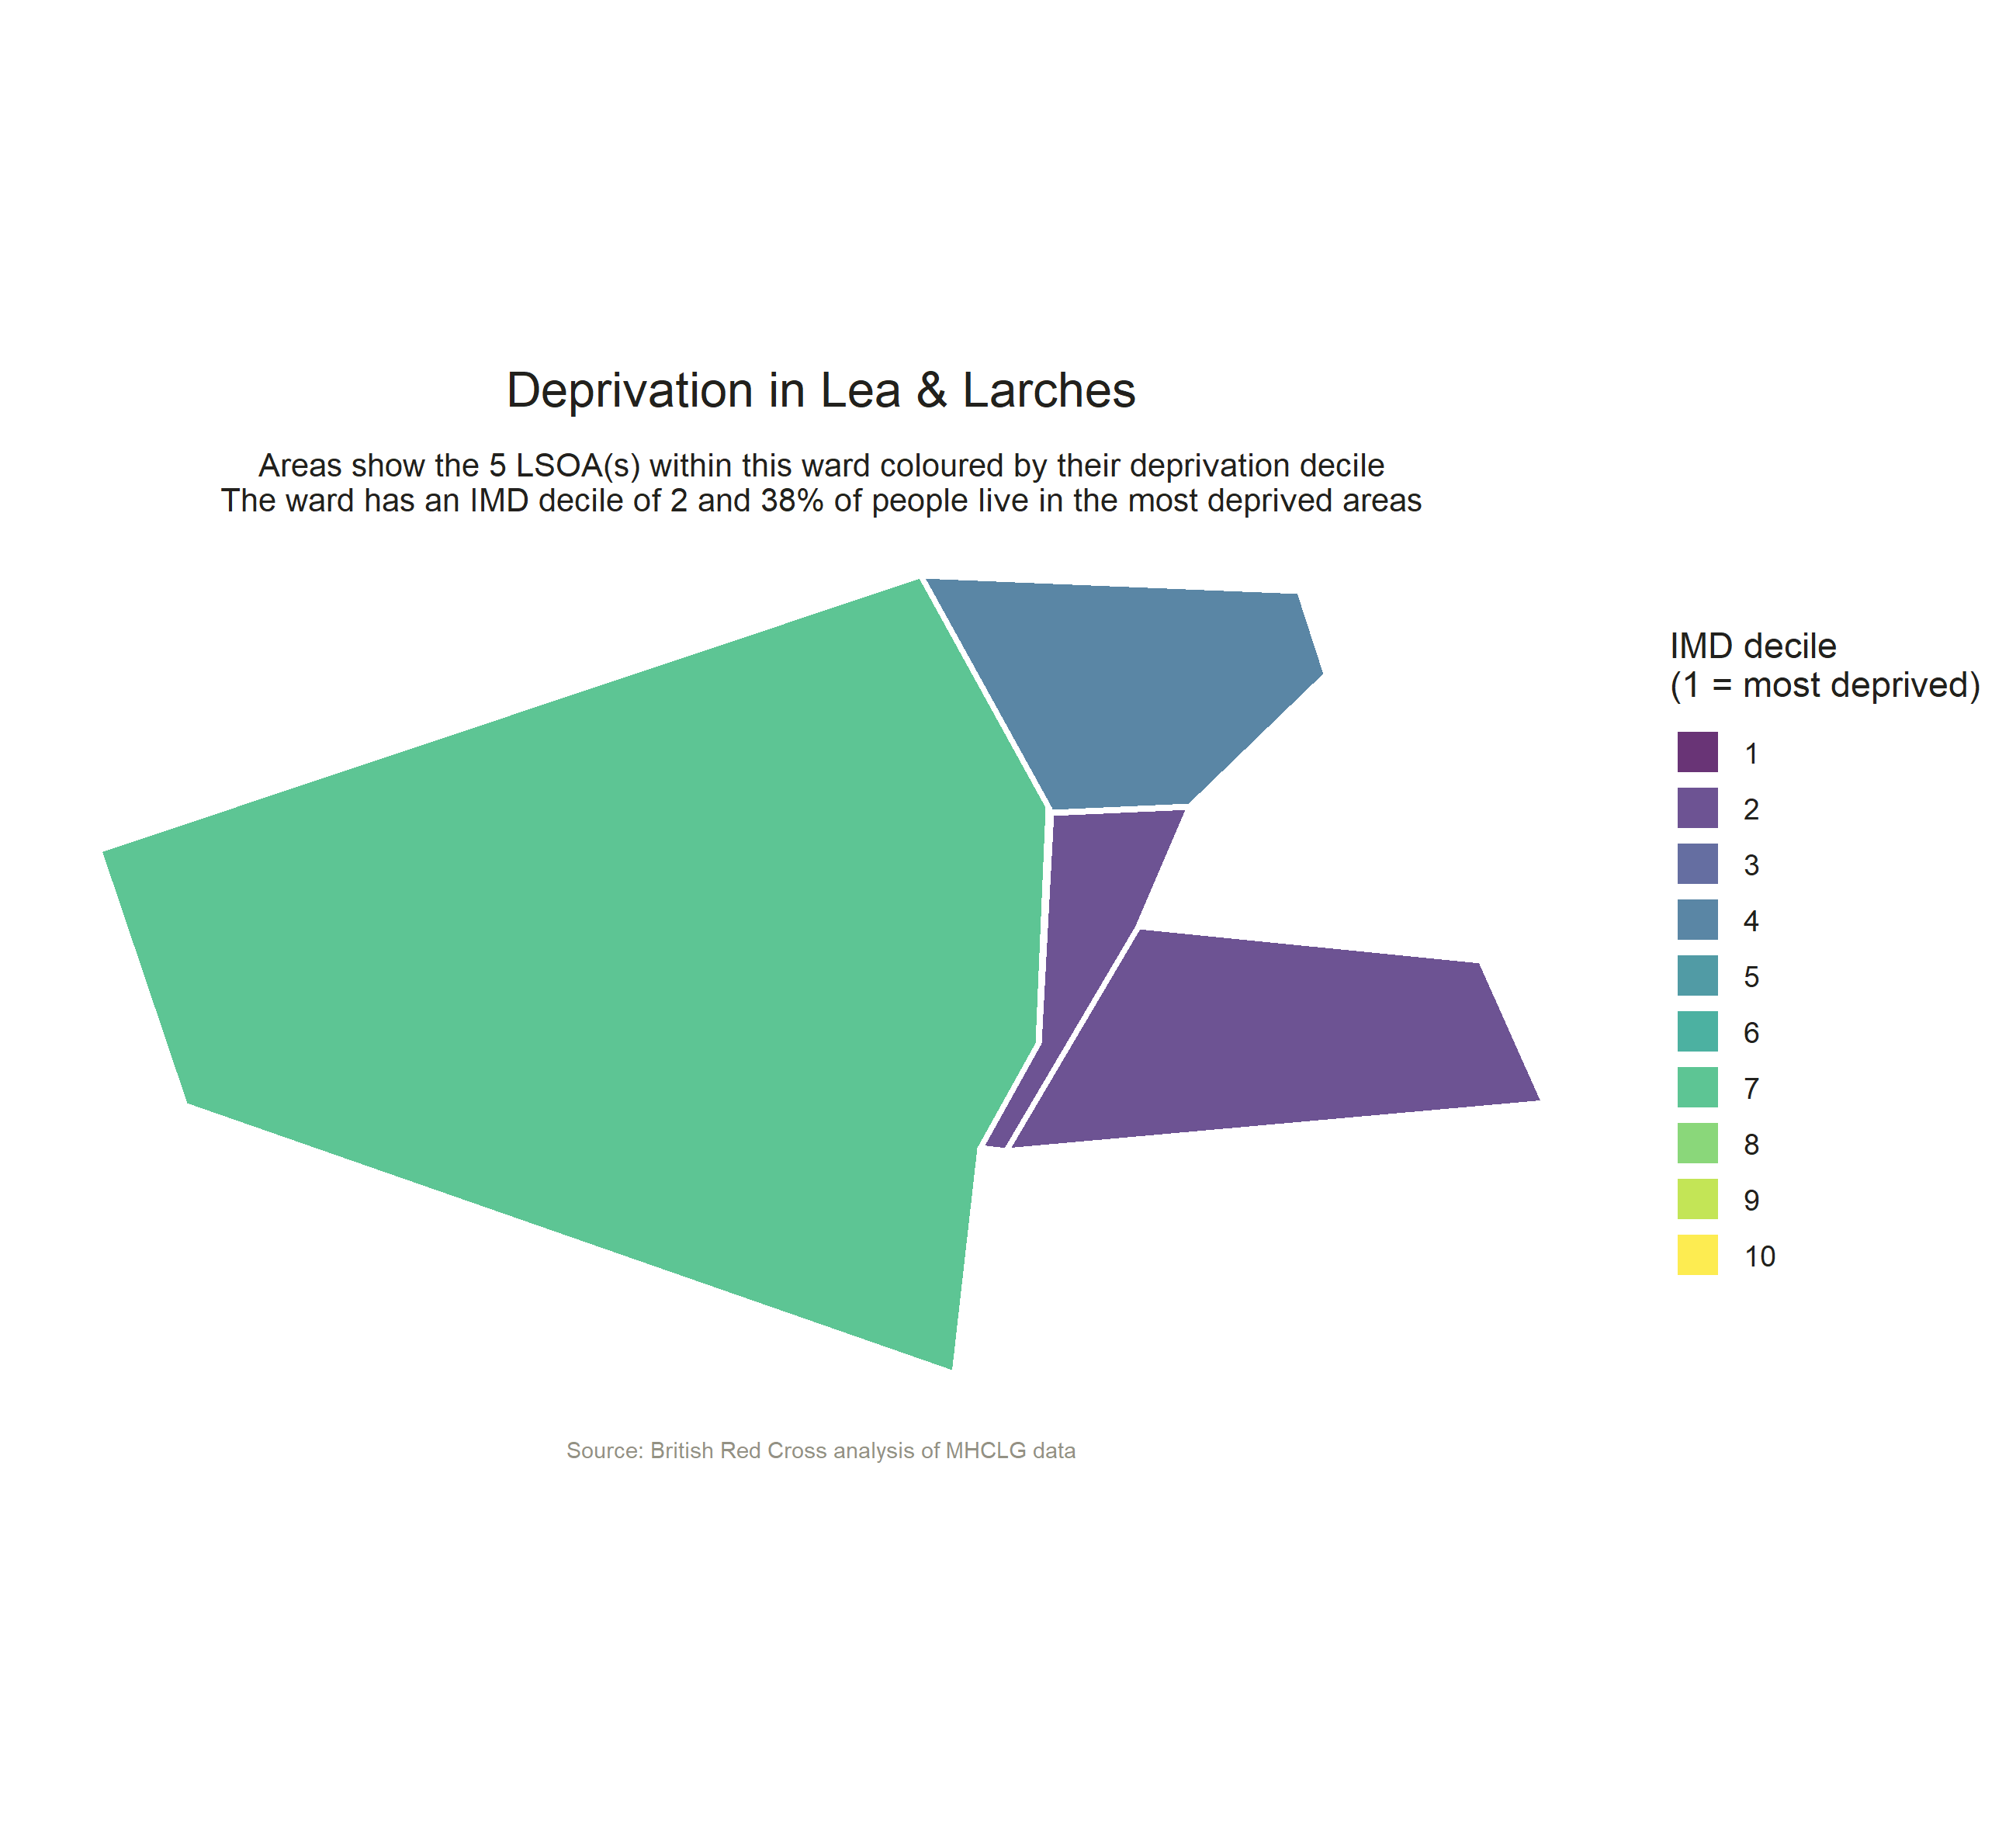 Deprivation in Lea & Larches
Areas show the 5 LSOA(s) within this ward coloured by their deprivation decile
The ward has an IMD decile of 2 and 38% of people live in the most deprived areas
IMD decile
(1 = most deprived)
1
2
3
4
5
6
7
8
9
10
Source: British Red Cross analysis of MHCLG data